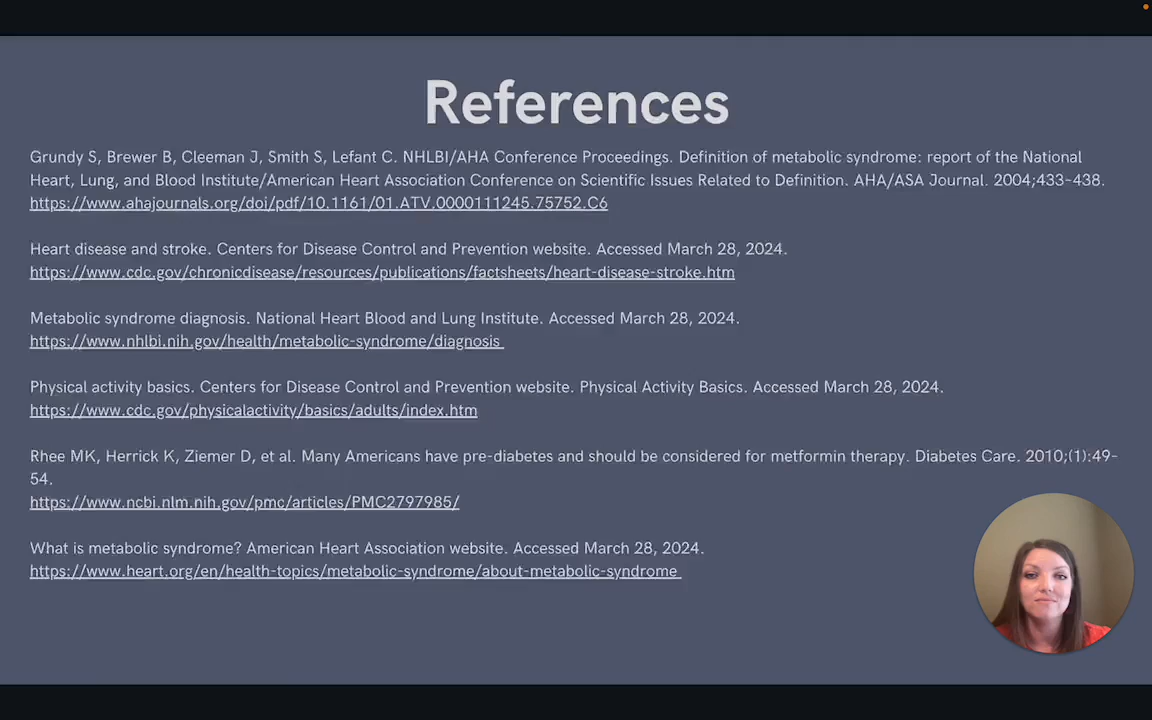 References
Grundy S, Brewer B, Cleeman J, Smith S, Lefant C. NHLBI/AHA Conference Proceedings. Definition of metabolic syndrome: report of the National
Heart, Lung, and Blood Institute/American Heart Association Conference on Scientific Issues Related to Definition. AHA/ASA Journal. 2004;433-438.
https://www.ahajournals.org/doi/pdf/10.1161/01.ATV.0000111245.75752.C6
Heart disease and stroke. Centers for Disease Control and Prevention website. Accessed March 28, 2024.
https://www.cdc.gov/chronicdisease/resources/publications/factsheets/heart-disease-stroke.htm
Metabolic syndrome diagnosis. National Heart Blood and Lung Institute. Accessed March 28, 2024.
https://www.nhlbi.nih.gov/health/metabolic-syndrome/diagnosis
Physical activity basics. Centers for Disease Control and Prevention website. Physical Activity Basics. Accessed March 28, 2024.
https://www.cdc.gov/physicalactivity/basics/adults/index.htm
Rhee MK, Herrick K, Ziemer D, et al. Many Americans have pre-diabetes and should be considered for metformin therapy. Diabetes Care. 2010;(1):49-
54.
https://www.ncbi.nlm.nih.gov/pmc/articles/PMC2797985/
What is metabolic syndrome? American Heart Association website. Accessed March 28, 2024.
https://www.heart.org/en/health-topics/metabolic-syndrome/about-metabolic-syndrome